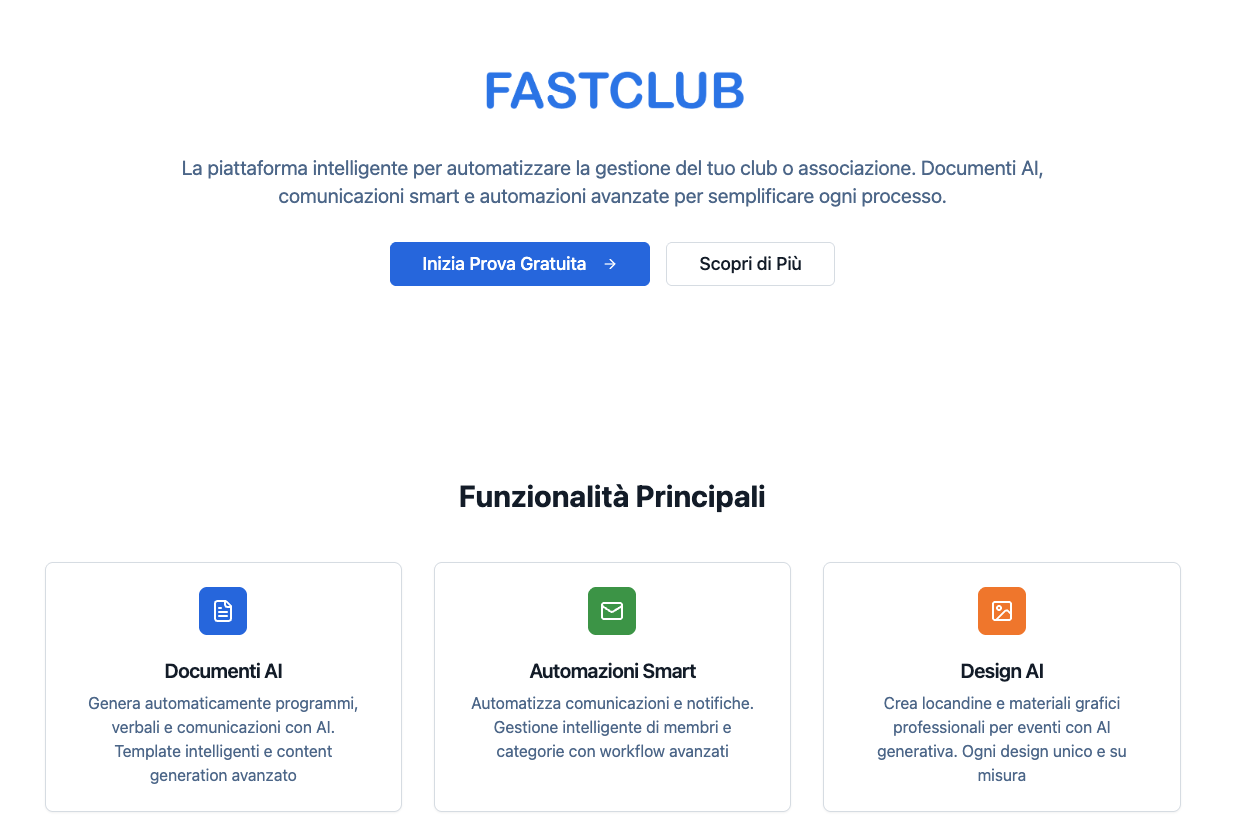 FASTCLUB
La piattaforma intelligente per automatizzare la gestione del tuo club o associazione. Documenti AI,
comunicazioni smart e automazioni avanzate per semplificare ogni processo.
Inizia Prova Gratuita →
Scopri di Più
Funzionalità Principali
Documenti AI
Genera automaticamente programmi,
verbali e comunicazioni con AI.
Template intelligenti e content
generation avanzato
Automazioni Smart
Automatizza comunicazioni e notifiche.
Gestione intelligente di membri e
categorie con workflow avanzati
Design AI
Crea locandine e materiali grafici
professionali per eventi con AI
generativa. Ogni design unico e su
misura